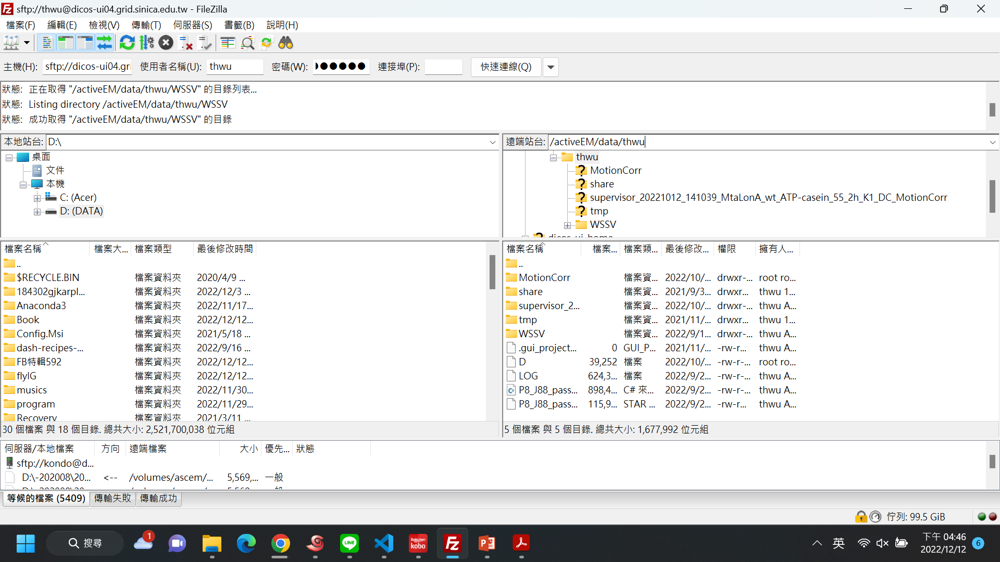 sftp://thwu@dicos-ui04.grid.sinica.edu.tw - FileZilla
檔案(F) 編輯(E) 檢視(V) 傳輸(T) 伺服器(S) 書籤(B) 說明(H)
主機(H): sftp://dicos-ui04.gri 使用者名稱(U): thwu 密碼(W): 連接埠(P): 快速連線(Q)
狀態: 正在取得 "/activeEM/data/thwu/WSSV" 的目錄列表...
狀態: Listing directory /activeEM/data/thwu/WSSV
狀態: 成功取得 "/activeEM/data/thwu/WSSV" 的目錄
本地站台: D:\
桌面
文件
本機
C: (Acer)
D: (DATA)
遠端站台: /activeEM/data/thwu
thwu
MotionCorr
share
supervisor_20221012_141039_MtaLonA_wt_ATP-casein_55_2h_K1_DC_MotionCorr
tmp
WSSV
dicos-ui-home
檔案名稱 檔案大... 檔案類型 最後修改時間
..
$RECYCLE.BIN 檔案資料夾 2020/4/9 ...
184302gjkarpl... 檔案資料夾 2022/12/3 ...
Anaconda3 檔案資料夾 2022/11/17...
Book 檔案資料夾 2022/12/12...
Config.Msi 檔案資料夾 2021/5/18 ...
dash-recipes-... 檔案資料夾 2022/9/16 ...
FB特輯592 檔案資料夾 2022/12/12...
flyIG 檔案資料夾 2022/12/12...
musics 檔案資料夾 2022/11/30...
program 檔案資料夾 2022/11/29...
Recovery 檔案資料夾 2021/3/11 ...
30 個檔案 與 18 個目錄. 總共大小: 2,521,700,038 位元組
檔案名稱 檔案... 檔案類... 最後修改... 權限 擁有人...
..
MotionCorr 檔案資... 2022/10/... drwxr-... root ro...
share 檔案資... 2021/9/3... drwxr... thwu 1...
supervisor_2... 檔案資... 2022/10/... drwxr-... thwu A...
tmp 檔案資... 2021/11/... drwxr... thwu 1...
WSSV 檔案資... 2022/9/1... drwxr-... thwu A...
.gui_project... 0 GUI_P... 2021/11/... -rw-r... thwu A...
D 39,252 檔案 2022/10/... -rw-r-... root ro...
LOG 624,3... 檔案 2022/9/2... -rw-r-... thwu A...
P8_J88_pass... 898,4... C# 來... 2022/9/2... -rw-r-... thwu A...
P8_J88_pass... 115,9... STAR ... 2022/9/2... -rw-r... thwu A...
5 個檔案 與 5 個目錄. 總共大小: 1,677,992 位元組
伺服器/本地檔案 方向 遠端檔案 大小 優先... 狀態
sftp://kondo@d...
D:\-202008\20... <-- /volumes/ascem/... 5,569,... 一般
等候的檔案 (5409) 傳輸失敗 傳輸成功
佇列: 99.5 GiB
搜尋
1
LINE
Rakuten
kobo
英
下午 04:46
2022/12/12
6